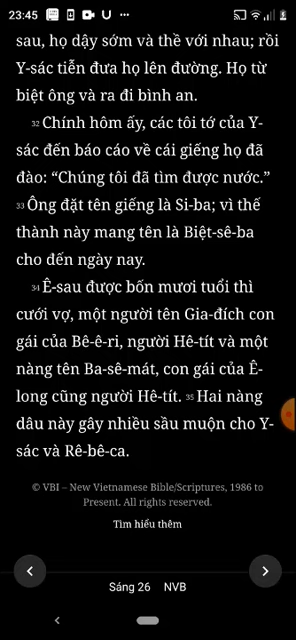 23:45
sau, họ dậy sớm và thề với nhau; rồi
Y-sác tiễn đưa họ lên đường. Họ từ
biệt ông và ra đi bình an.
32 Chính hôm ấy, các tôi tớ của Y-
sác đến báo cáo về cái giếng họ đã
đào: “Chúng tôi đã tìm được nước.”
33 Ông đặt tên giếng là Si-ba; vì thế
thành này mang tên là Biệt-sê-ba
cho đến ngày nay.
34 Ê-sau được bốn mươi tuổi thì
cưới vợ, một người tên Gia-đích con
gái của Bê-ê-ri, người Hê-tít và một
nàng tên Ba-sê-mát, con gái của Ê-
long cũng người Hê-tít. 35 Hai nàng
dâu này gây nhiều sầu muộn cho Y-
sác và Rê-bê-ca.
© VBI – New Vietnamese Bible/Scriptures, 1986 to
Present. All rights reserved.
Tìm hiểu thêm
Sáng 26 NVB